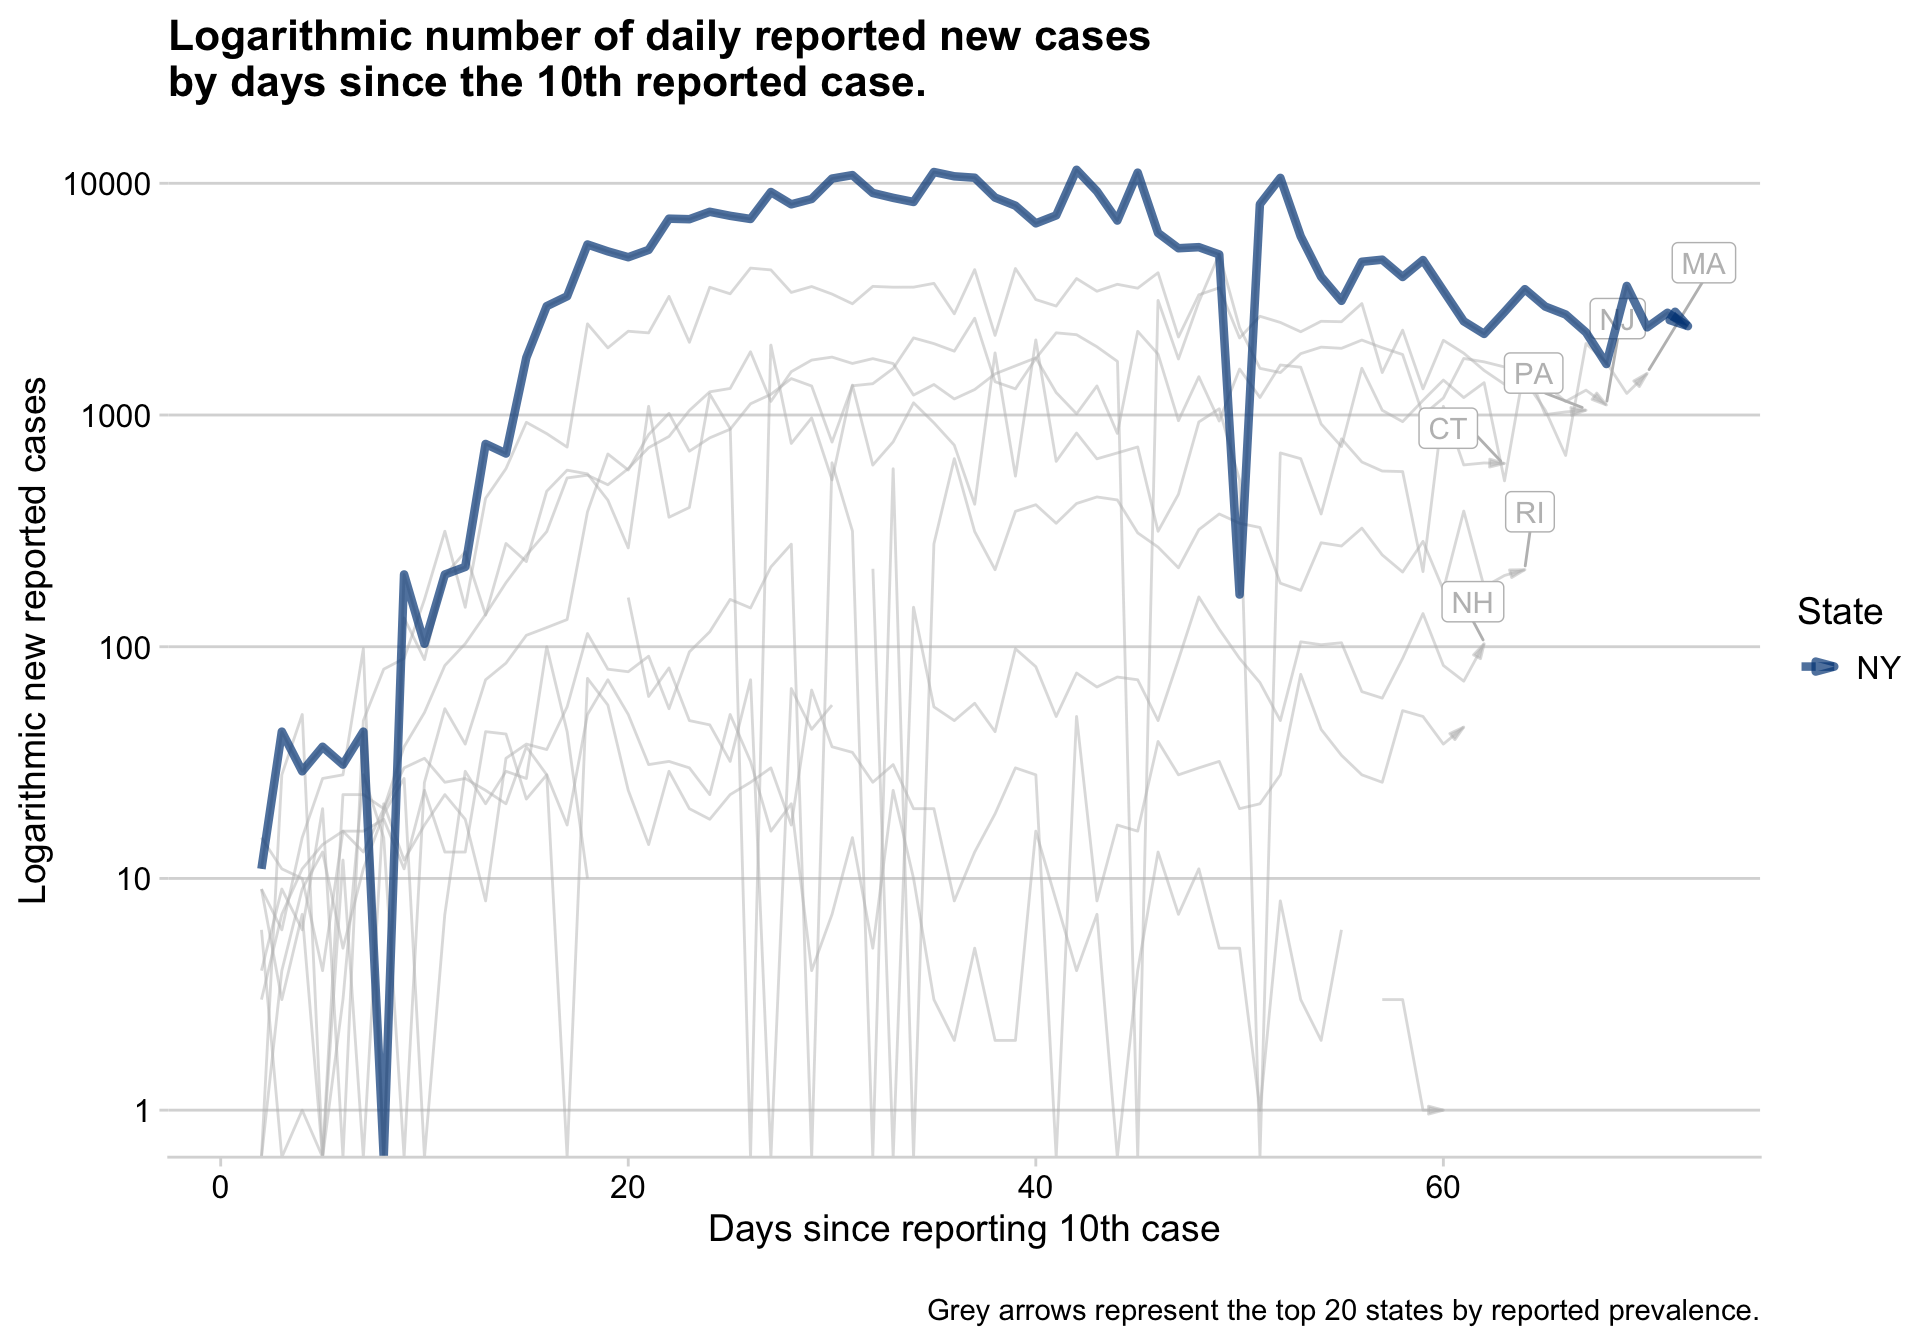 Logarithmic number of daily reported new cases
by days since the 10th reported case.
Logarithmic new reported cases
10000
1000
100
10
1
MA
NJ
PA
CT
RI
NH
State
NY
0
20
40
60
Days since reporting 10th case
Grey arrows represent the top 20 states by reported prevalence.